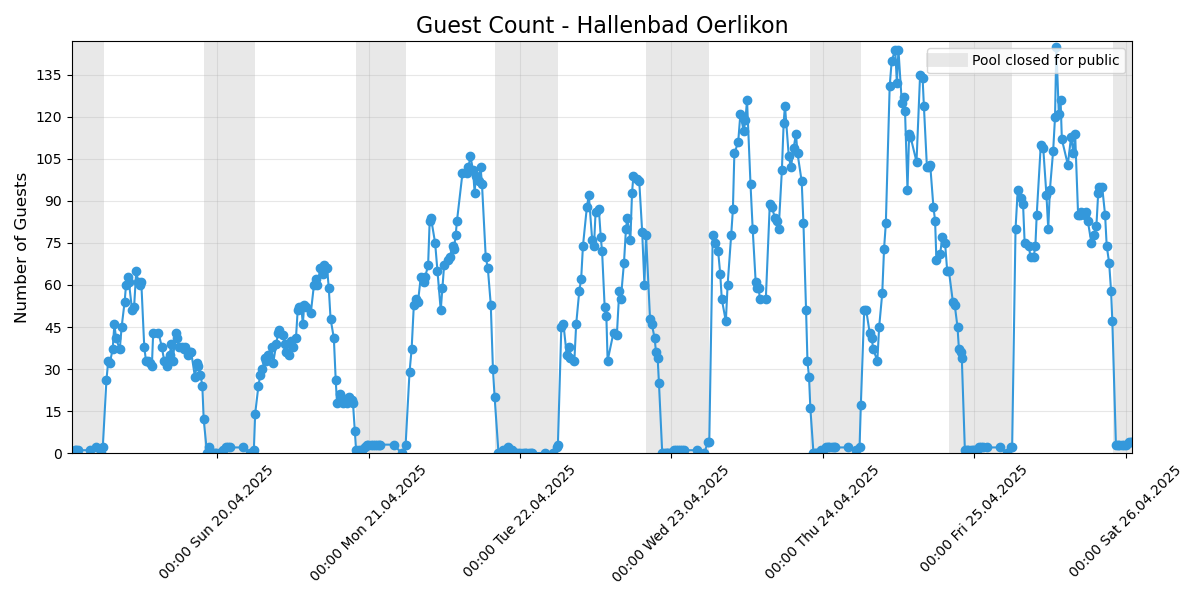 Guest Count - Hallenbad Oerlikon
Pool closed for public
Number of Guests
135
120
105
90
75
60
45
30
15
0
00:00 Sun 20.04.2025
00:00 Mon 21.04.2025
00:00 Tue 22.04.2025
00:00 Wed 23.04.2025
00:00 Thu 24.04.2025
00:00 Fri 25.04.2025
00:00 Sat 26.04.2025